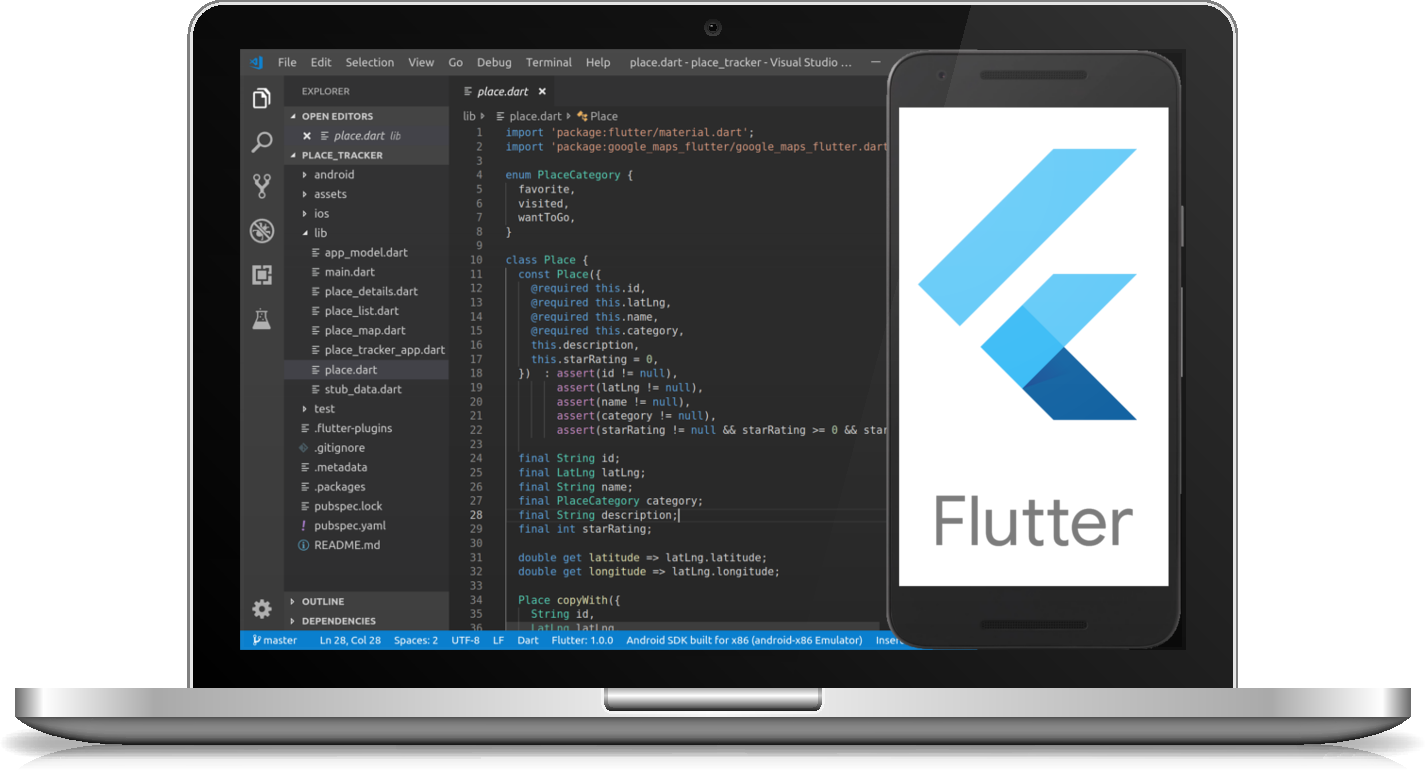 File Edit Selection View Go Debug Terminal Help place.dart - place_tracker - Visual Studio ...
EXPLORER
OPEN EDITORS
place.dart lib
PLACE_TRACKER
android
assets
ios
lib
app_model.dart
main.dart
place_details.dart
place_list.dart
place_map.dart
place_tracker_app.dart
place.dart
stub_data.dart
test
.flutter-plugins
.gitignore
.metadata
.packages
pubspec.lock
! pubspec.yaml
README.md
OUTLINE
DEPENDENCIES
place.dart
lib place.dart Place
1 import 'package:flutter/material.dart';
2 import 'package:google_maps_flutter/google_maps_flutter.dart
3
4 enum PlaceCategory {
5 favorite,
6 visited,
7 wantToGo,
8 }
9
10 class Place {
11 const Place({
12 @required this.id,
13 @required this.latLng,
14 @required this.name,
15 @required this.category,
16 this.description,
17 this.starRating = 0,
18 }) : assert(id != null),
19 assert(latLng != null),
20 assert(name != null),
21 assert(category != null),
22 assert(starRating != null && starRating >= 0 && star
23
24 final String id;
25 final LatLng latLng;
26 final String name;
27 final PlaceCategory category;
28 final String description;
29 final int starRating;
30
31 double get latitude => latLng.latitude;
32 double get longitude => latLng.longitude;
33
34 Place copyWith({
35 String id,
36 LatLng latLng
master Ln 28, Col 28 Spaces: 2 UTF-8 LF Dart Flutter: 1.0.0 Android SDK built for x86 (android-x86 Emulator)
Flutter